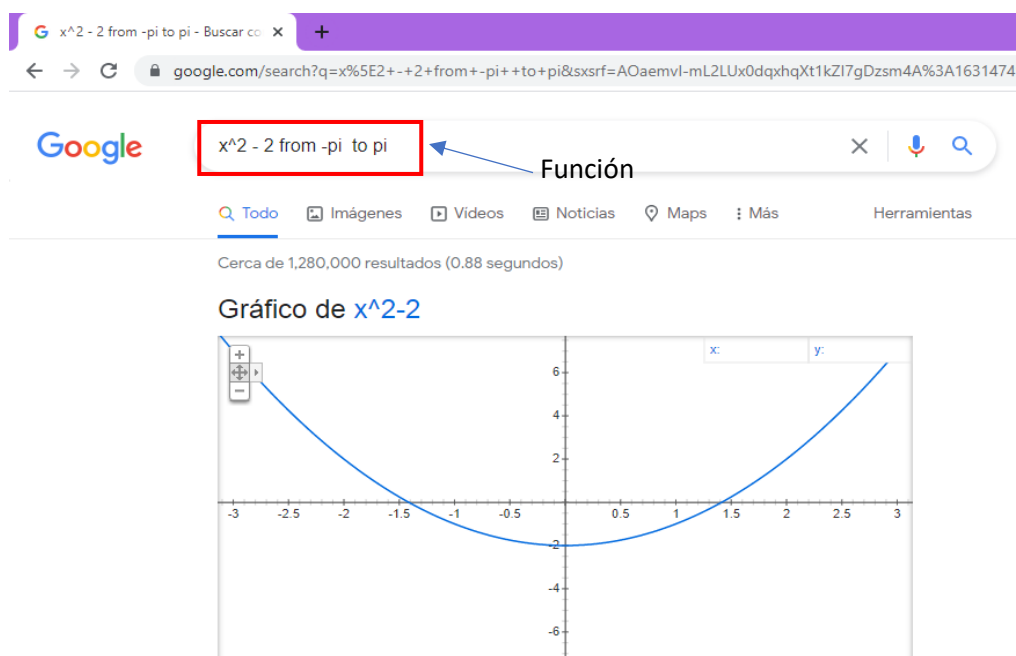 x^2 - 2 from -pi to pi - Buscar co
google.com/search?q=x%5E2+-+2+from+-pi++to+pi&sxsrf=AOaemvI-mL2LUx0dqxhqXt1kZI7gDzsm4A%3A1631474
Google
x^2 - 2 from -pi  to pi
Función
Todo Imágenes Videos Noticias Maps Más Herramientas
Cerca de 1,280,000 resultados (0.88 segundos)
Gráfico de x^2-2
x: y:
6
4
2
-3 -2.5 -2 -1.5 -1 -0.5 0.5 1 1.5 2 2.5 3
-2
-4
-6